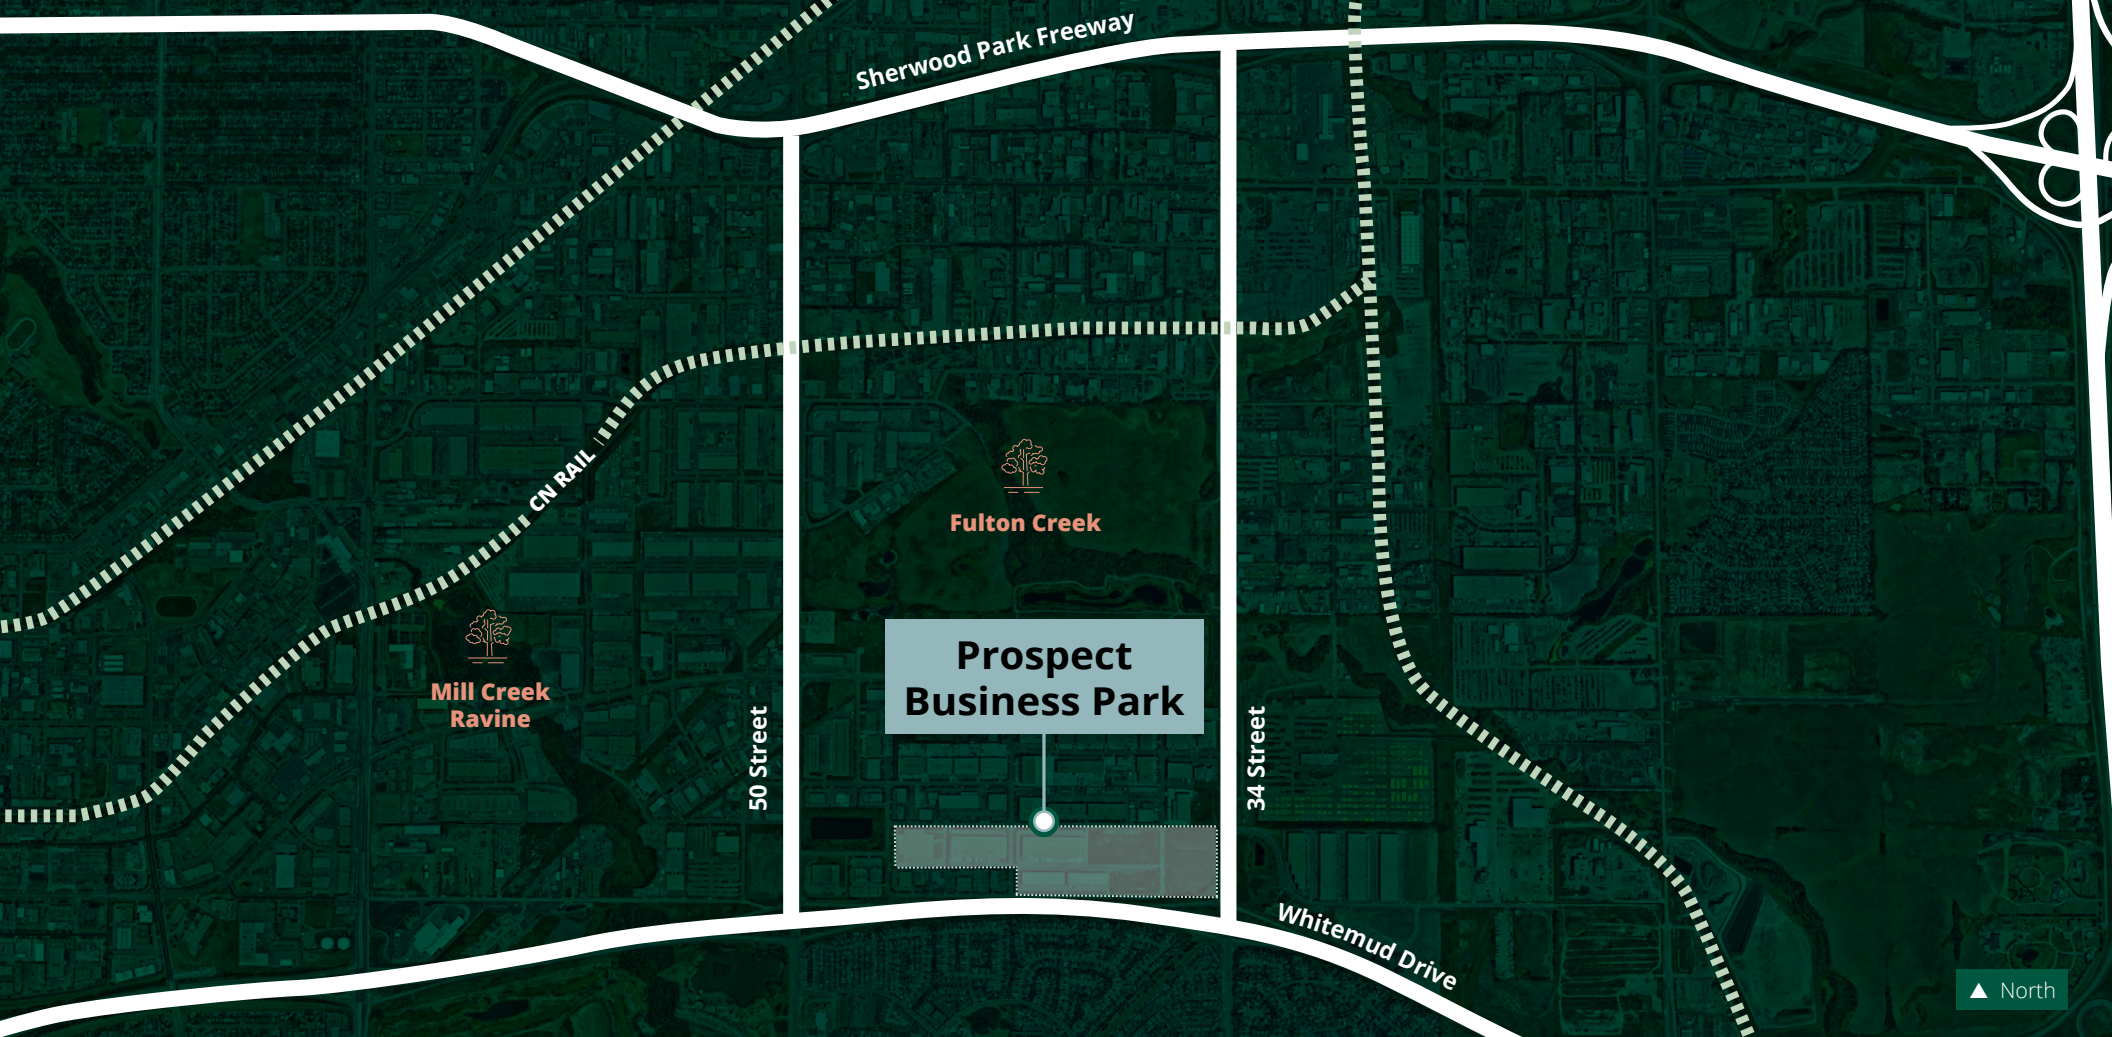 Sherwood Park Freeway
CN RAIL
Fulton Creek
Mill Creek
Ravine
Prospect
Business Park
50 Street
34 Street
Whitemud Drive
North